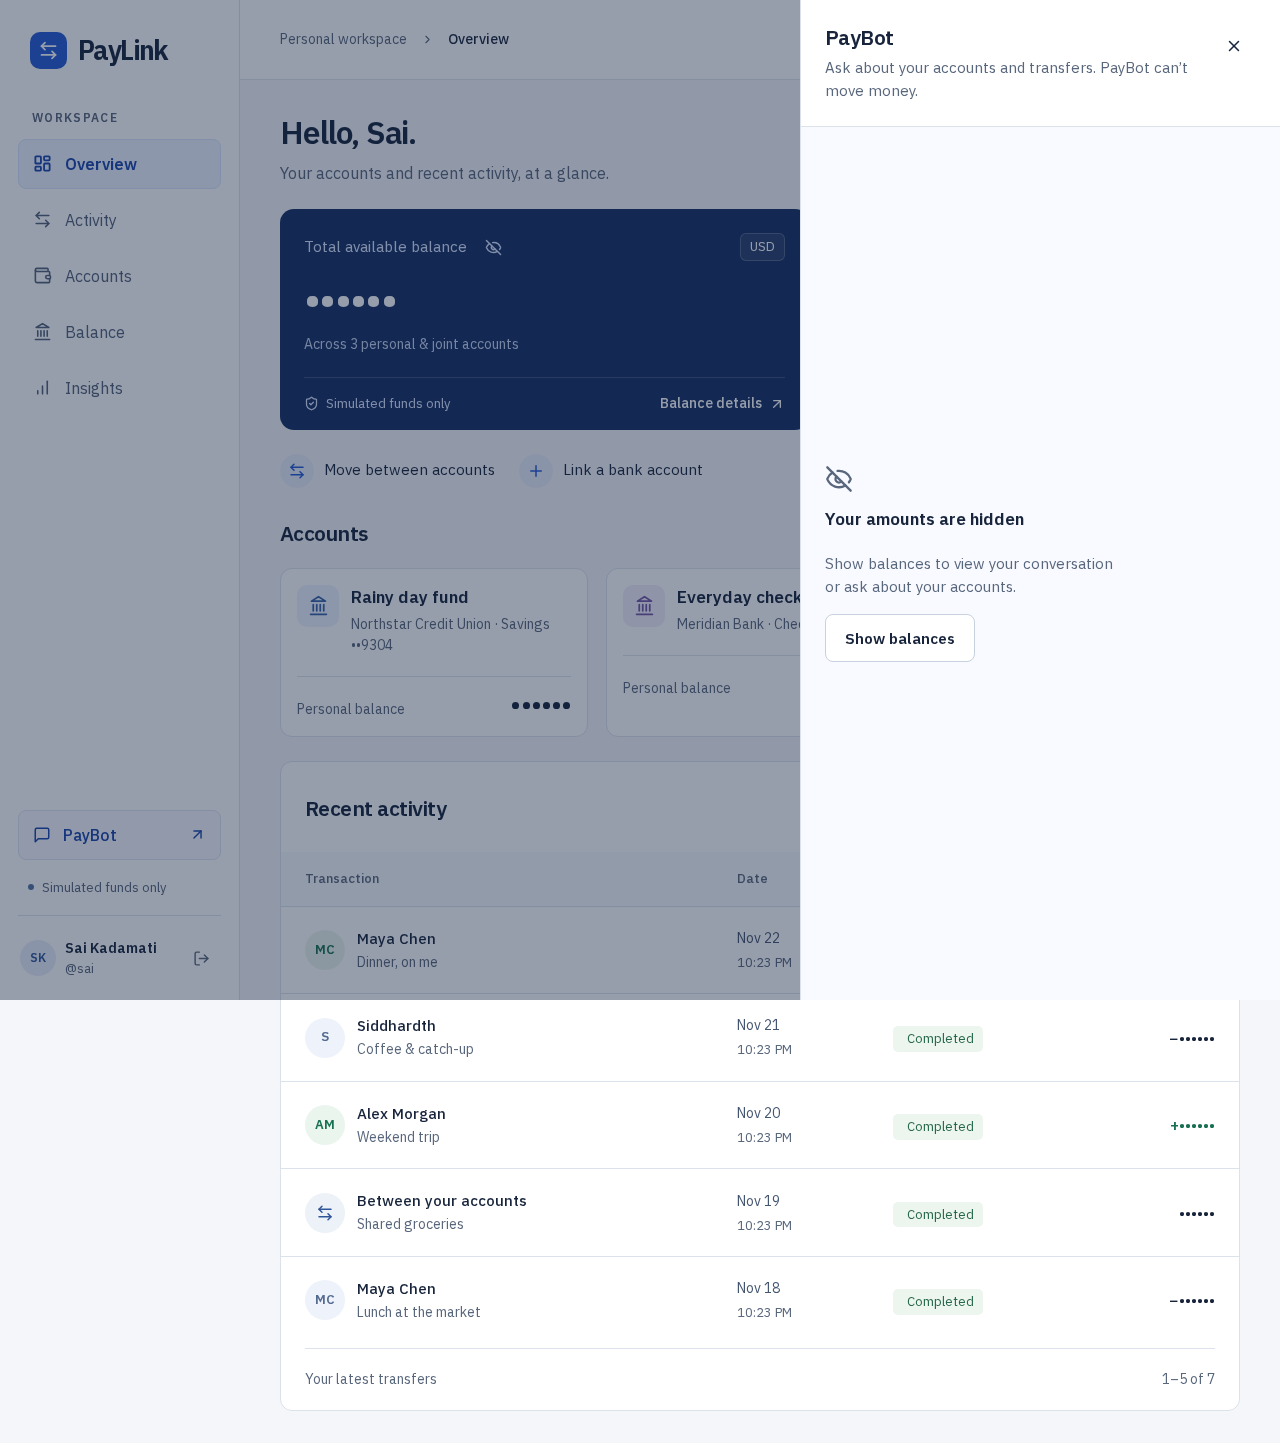 PayLink
WORKSPACE
Overview
Activity
Accounts
Balance
Insights
PayBot
Simulated funds only
SK
Sai Kadamati
@sai
Personal workspace
Overview
Hello, Sai.
Your accounts and recent activity, at a glance.
Total available balance
USD
••••••
Across 3 personal & joint accounts
Simulated funds only
Balance details
Move between accounts
Link a bank account
Accounts
Rainy day fund
Northstar Credit Union · Savings
••9304
Personal balance
••••••
Everyday check
Meridian Bank · Che
Personal balance
Recent activity
Transaction
Date
MC
Maya Chen
Dinner, on me
Nov 22
10:23 PM
S
Siddhardth
Coffee & catch-up
Nov 21
10:23 PM
Completed
−••••••
AM
Alex Morgan
Weekend trip
Nov 20
10:23 PM
Completed
+••••••
Between your accounts
Shared groceries
Nov 19
10:23 PM
Completed
••••••
MC
Maya Chen
Lunch at the market
Nov 18
10:23 PM
Completed
−••••••
Your latest transfers
1–5 of 7
PayBot
Ask about your accounts and transfers. PayBot can’t
move money.
Your amounts are hidden
Show balances to view your conversation
or ask about your accounts.
Show balances